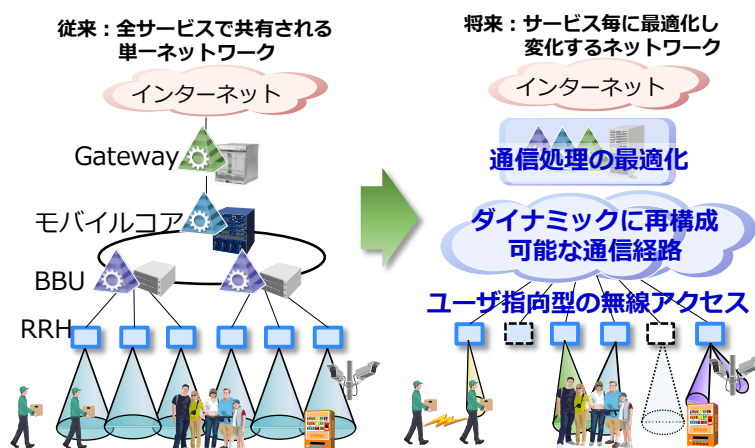 従来：全サービスで共有される
単一ネットワーク
インターネット
Gateway
モバイルコア
BBU
RRH
将来：サービス毎に最適化し
変化するネットワーク
インターネット
通信処理の最適化
ダイナミックに再構成
可能な通信経路
ユーザ指向型の無線アクセス